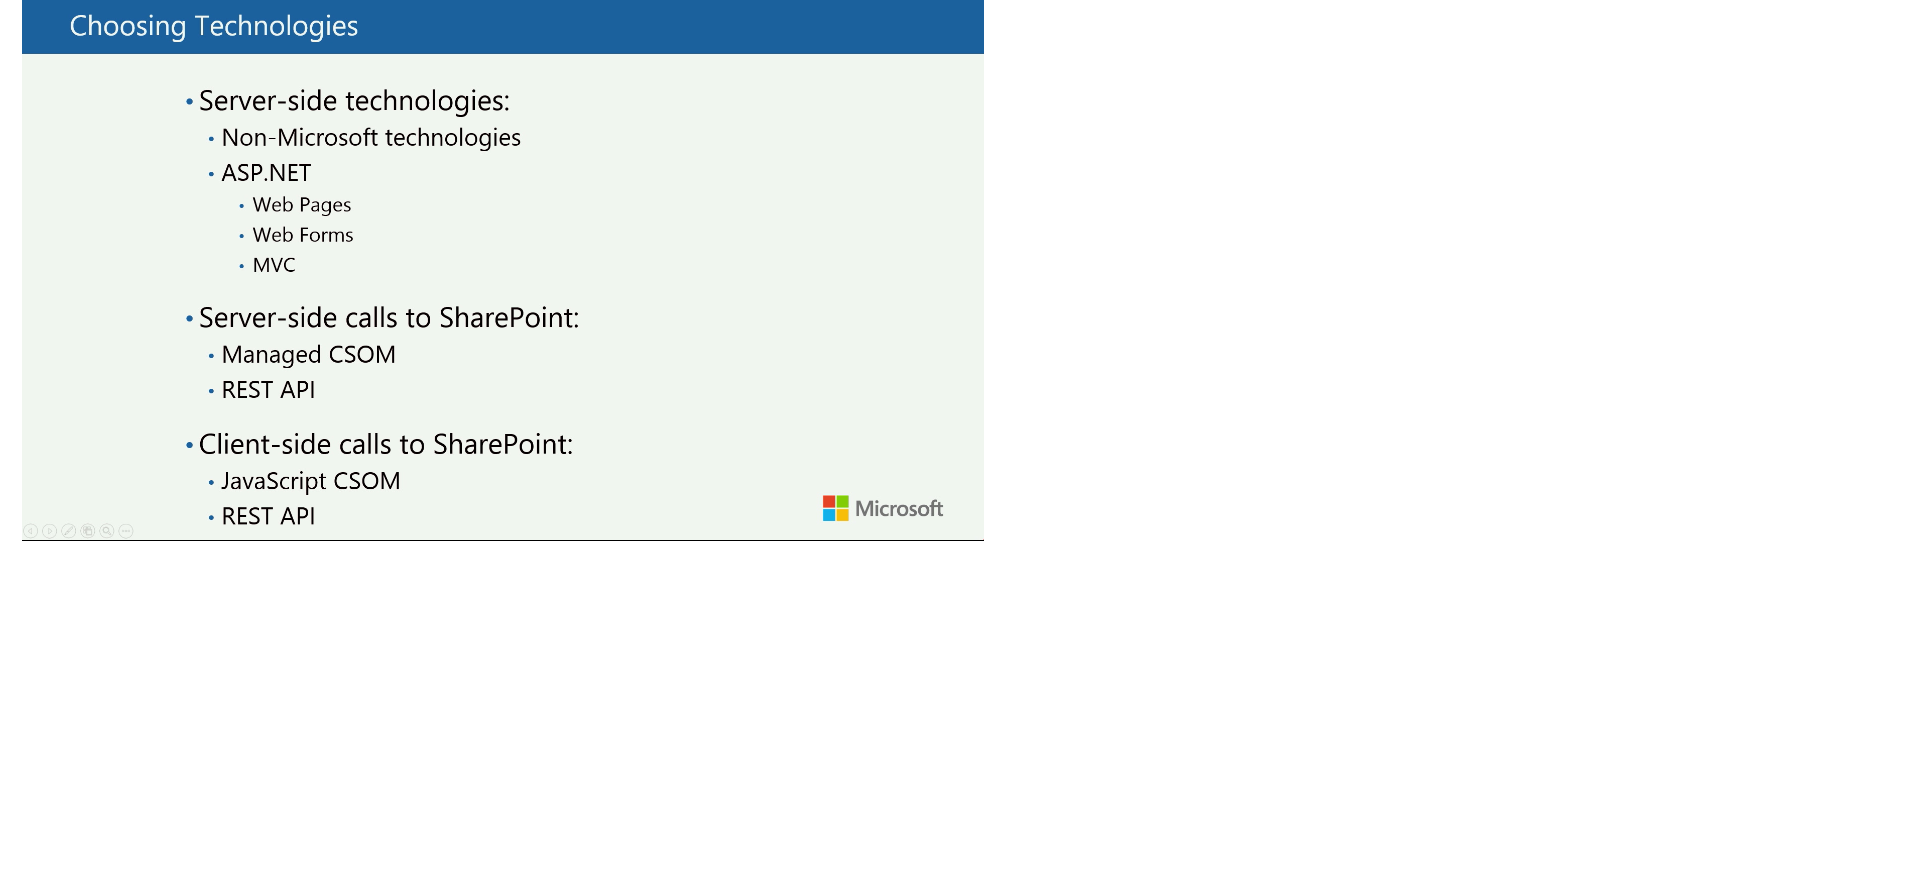 Choosing Technologies
• Server-side technologies:
• Non-Microsoft technologies
• ASP.NET
• Web Pages
• Web Forms
• MVC
• Server-side calls to SharePoint:
• Managed CSOM
• REST API
• Client-side calls to SharePoint:
• JavaScript CSOM
• REST API
Microsoft